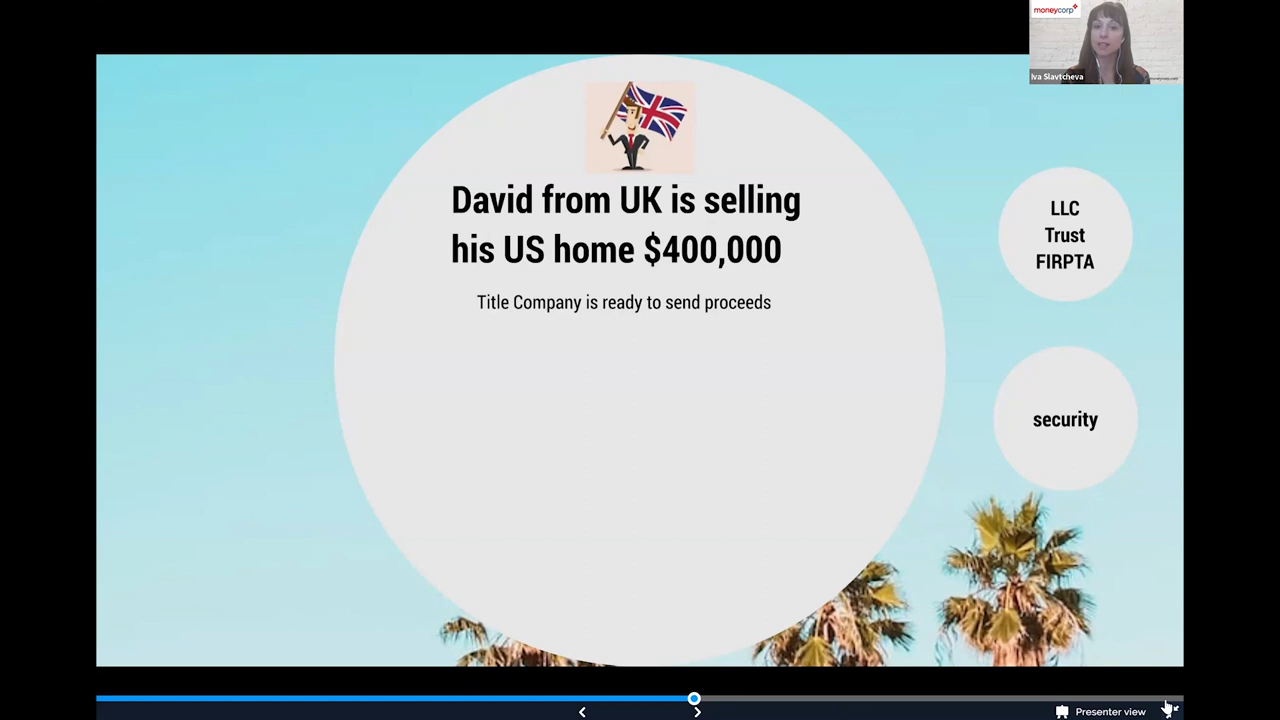 moneycorp
Iva Slavtcheva
David from UK is selling
his US home $400,000
Title Company is ready to send proceeds
LLC
Trust
FIRPTA
security
Presenter view